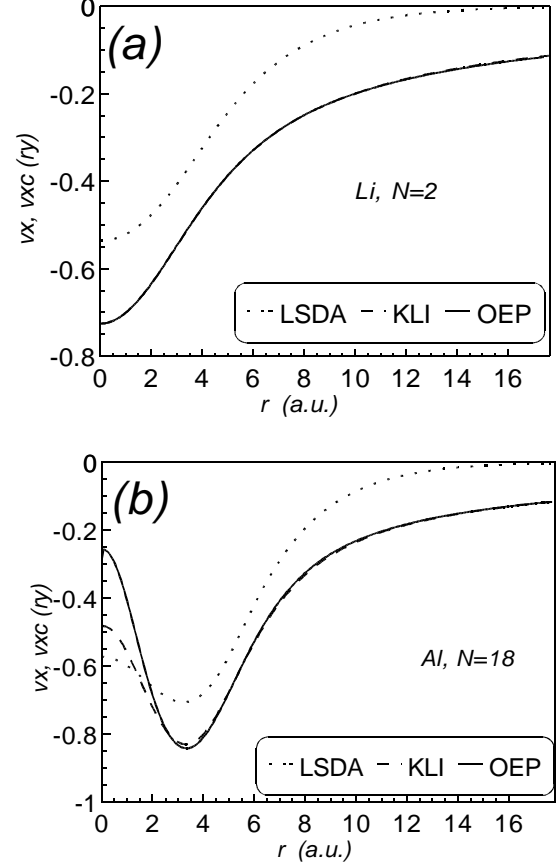 (a)
0
-0.2
-0.4
-0.6
-0.8
vx, vxc (ry)
Li, N=2
LSDA KLI OEP
0 2 4 6 8 10 12 14 16
r (a.u.)
(b)
0
-0.2
-0.4
-0.6
-0.8
-1
vx, vxc (ry)
Al, N=18
LSDA KLI OEP
0 2 4 6 8 10 12 14 16
r (a.u.)